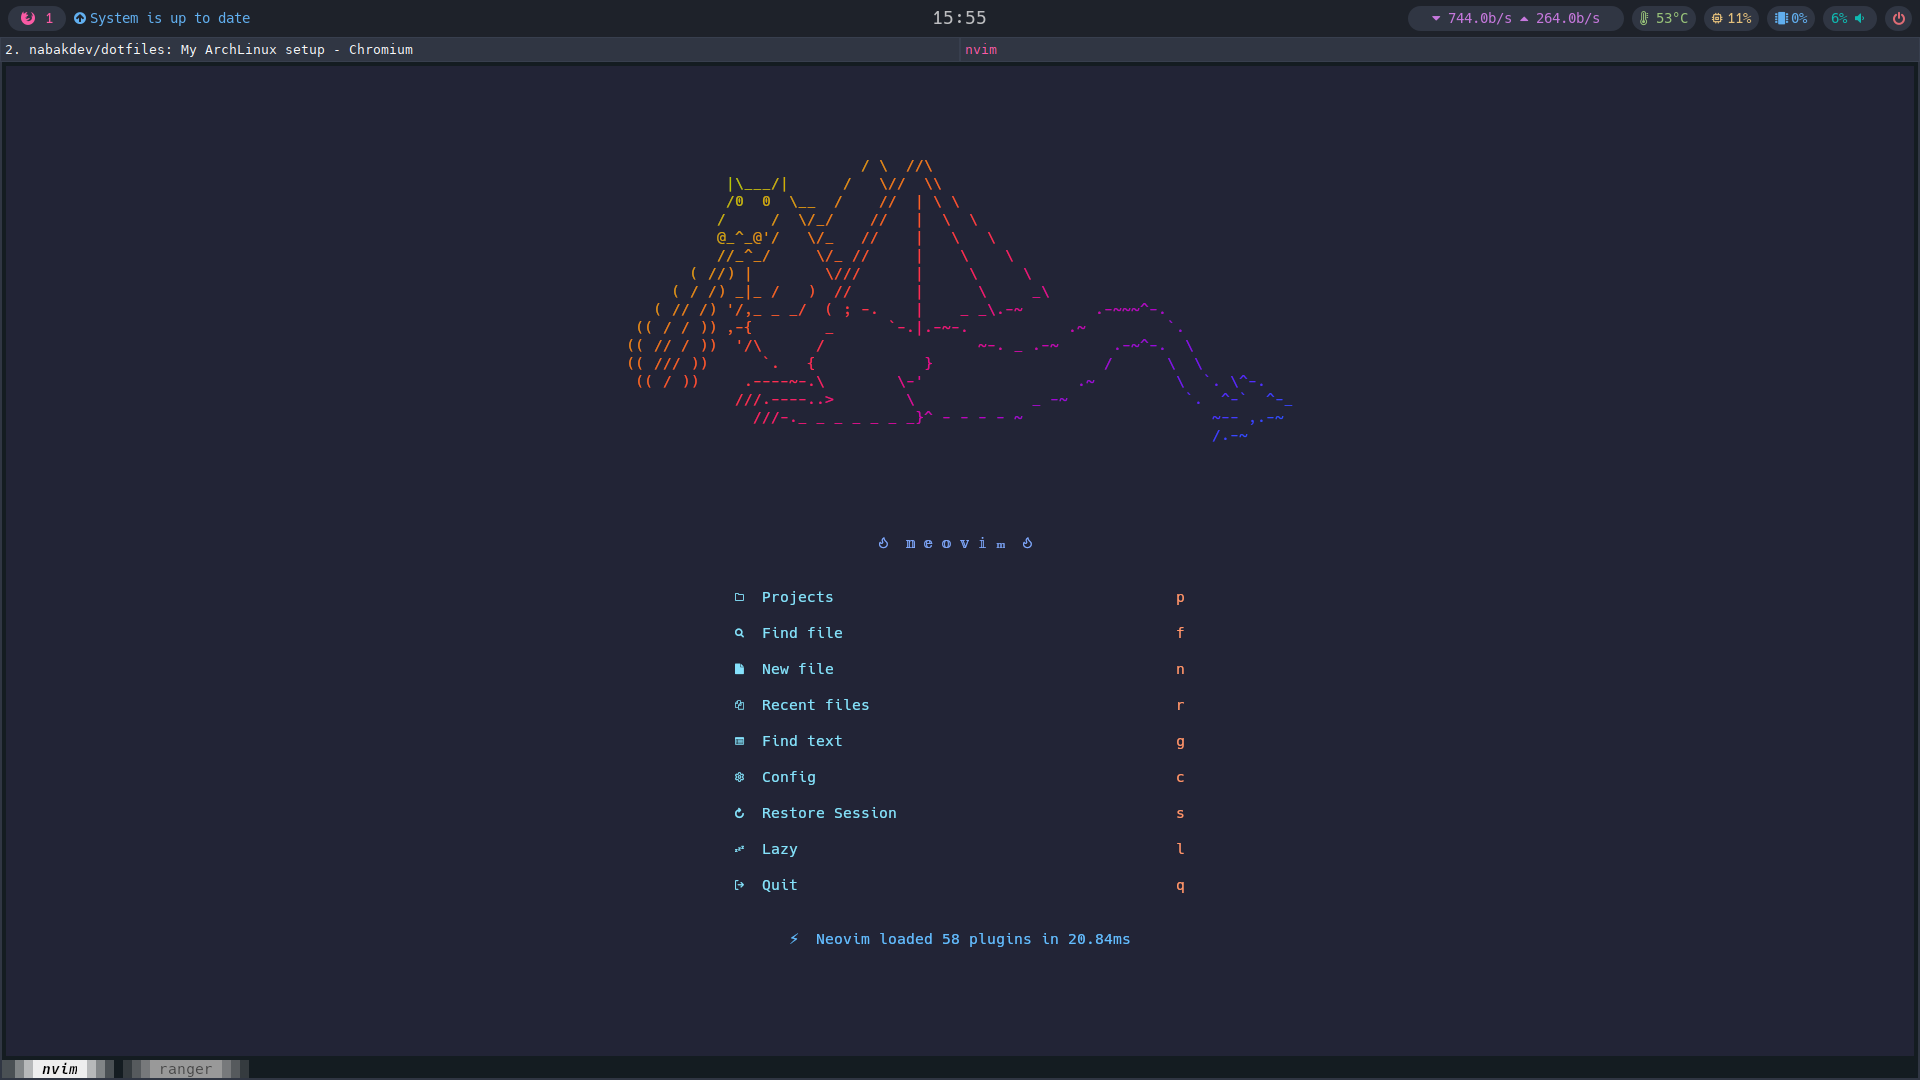 1 System is up to date 15:55 744.0b/s 264.0b/s 53°C 11% 0% 6%
2. nabakdev/dotfiles: My ArchLinux setup - Chromium nvim
𝕟 𝕖 𝕠 𝕧 𝕚 𝕞
Projects p
Find file f
New file n
Recent files r
Find text g
Config c
Restore Session s
Lazy l
Quit q
⚡ Neovim loaded 58 plugins in 20.84ms
nvim ranger